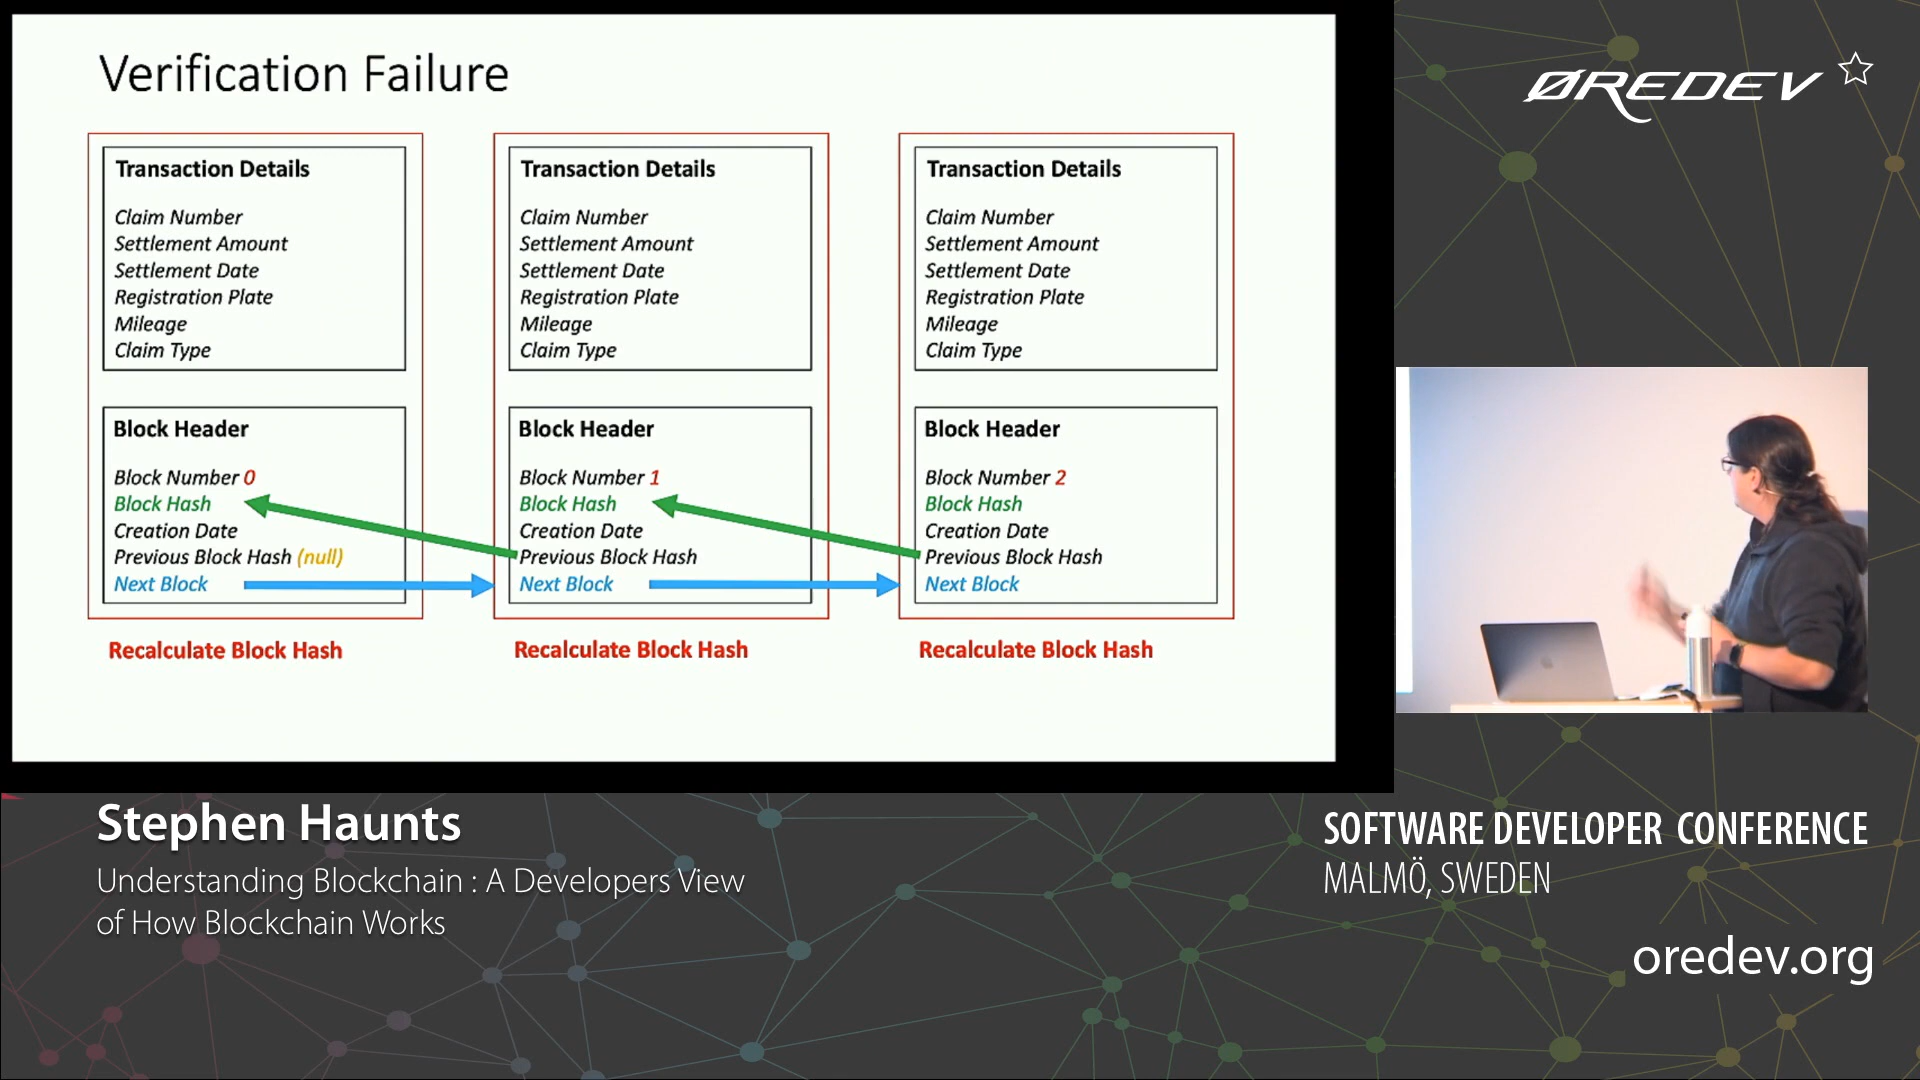 Verification Failure
Transaction Details
Claim Number
Settlement Amount
Settlement Date
Registration Plate
Mileage
Claim Type
Block Header
Block Number 0
Block Hash
Creation Date
Previous Block Hash (null)
Next Block
Recalculate Block Hash
Transaction Details
Claim Number
Settlement Amount
Settlement Date
Registration Plate
Mileage
Claim Type
Block Header
Block Number 1
Block Hash
Creation Date
Previous Block Hash
Next Block
Recalculate Block Hash
Transaction Details
Claim Number
Settlement Amount
Settlement Date
Registration Plate
Mileage
Claim Type
Block Header
Block Number 2
Block Hash
Creation Date
Previous Block Hash
Next Block
Recalculate Block Hash
ØREDEV
Stephen Haunts
Understanding Blockchain : A Developers View
of How Blockchain Works
SOFTWARE DEVELOPER CONFERENCE
MALMÖ, SWEDEN
oredev.org